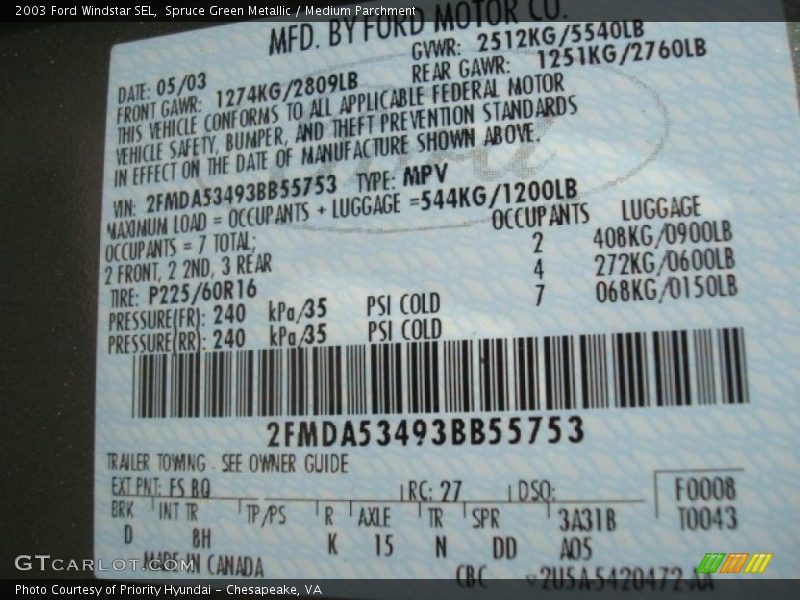 2003 Ford Windstar SEL, Spruce Green Metallic / Medium Parchment
MFD. BY FORD MOTOR CO.
DATE: 05/03 GVWR: 2512KG/5540LB
FRONT GAWR: 1274KG/2809LB REAR GAWR: 1251KG/2760LB
THIS VEHICLE CONFORMS TO ALL APPLICABLE FEDERAL MOTOR
VEHICLE SAFETY, BUMPER, AND THEFT PREVENTION STANDARDS
IN EFFECT ON THE DATE OF MANUFACTURE SHOWN ABOVE.
VIN: 2FMDA53493BB55753 TYPE: MPV
MAXIMUM LOAD = OCCUPANTS + LUGGAGE =544KG/1200LB
OCCUPANTS = 7 TOTAL; OCCUPANTS LUGGAGE
2 FRONT, 2 2ND, 3 REAR 2 408KG/0900LB
TIRE: P225/60R16 4 272KG/0600LB
PRESSURE(FR): 240 kPa/35 PSI COLD 7 068KG/0150LB
PRESSURE(RR): 240 kPa/35 PSI COLD
2FMDA53493BB55753
TRAILER TOWING - SEE OWNER GUIDE
EXT PNT: FS BQ RC: 27 DSO: F0008
BRK INT TR TP/PS R AXLE TR SPR 3A31B T0043
D 8H K 15 N DD A05
MADE IN CANADA
CBC 2U5A-5420472-AA
GTCARLOT.COM
Photo Courtesy of Priority Hyundai - Chesapeake, VA